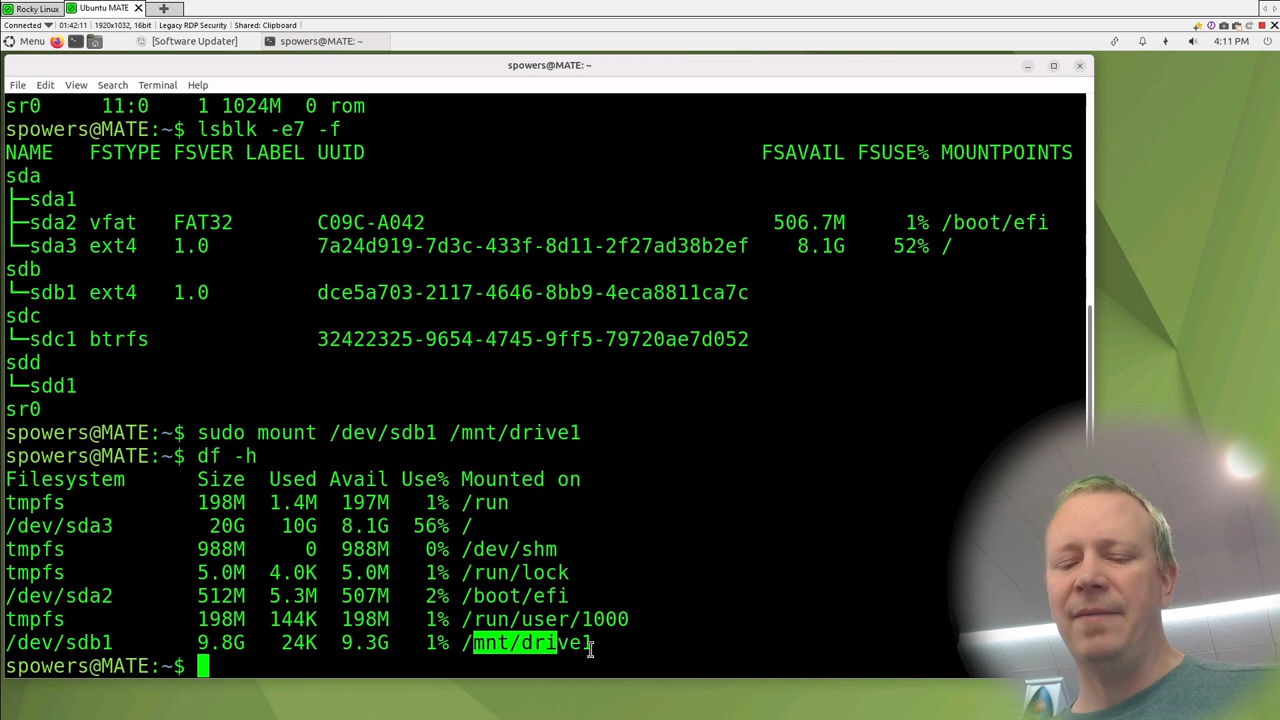 Rocky Linux Ubuntu MATE
Connected 01:42:11 1920x1032, 16bit Legacy RDP Security Shared: Clipboard
Menu [Software Updater] spowers@MATE: ~ 4:11 PM
spowers@MATE: ~
File Edit View Search Terminal Help
sr0 11:0 1 1024M 0 rom
spowers@MATE:~$ lsblk -e7 -f
NAME FSTYPE FSVER LABEL UUID FSAVAIL FSUSE% MOUNTPOINTS
sda
├─sda1
├─sda2 vfat FAT32 C09C-A042 506.7M 1% /boot/efi
└─sda3 ext4 1.0 7a24d919-7d3c-433f-8d11-2f27ad38b2ef 8.1G 52% /
sdb
└─sdb1 ext4 1.0 dce5a703-2117-4646-8bb9-4eca8811ca7c
sdc
└─sdc1 btrfs 32422325-9654-4745-9ff5-79720ae7d052
sdd
└─sdd1
sr0
spowers@MATE:~$ sudo mount /dev/sdb1 /mnt/drive1
spowers@MATE:~$ df -h
Filesystem Size Used Avail Use% Mounted on
tmpfs 198M 1.4M 197M 1% /run
/dev/sda3 20G 10G 8.1G 56% /
tmpfs 988M 0 988M 0% /dev/shm
tmpfs 5.0M 4.0K 5.0M 1% /run/lock
/dev/sda2 512M 5.3M 507M 2% /boot/efi
tmpfs 198M 144K 198M 1% /run/user/1000
/dev/sdb1 9.8G 24K 9.3G 1% /mnt/drive1
spowers@MATE:~$